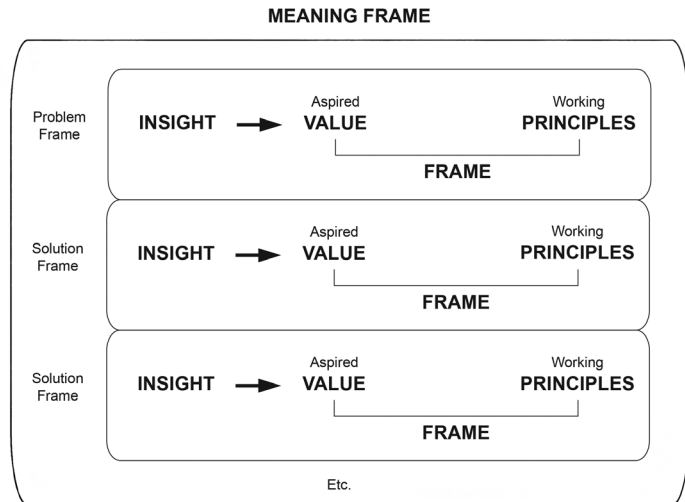 MEANING FRAME
Problem
Frame
INSIGHT
Aspired
VALUE
Working
PRINCIPLES
FRAME
Solution
Frame
INSIGHT
Aspired
VALUE
Working
PRINCIPLES
FRAME
Solution
Frame
INSIGHT
Aspired
VALUE
Working
PRINCIPLES
FRAME
Etc.